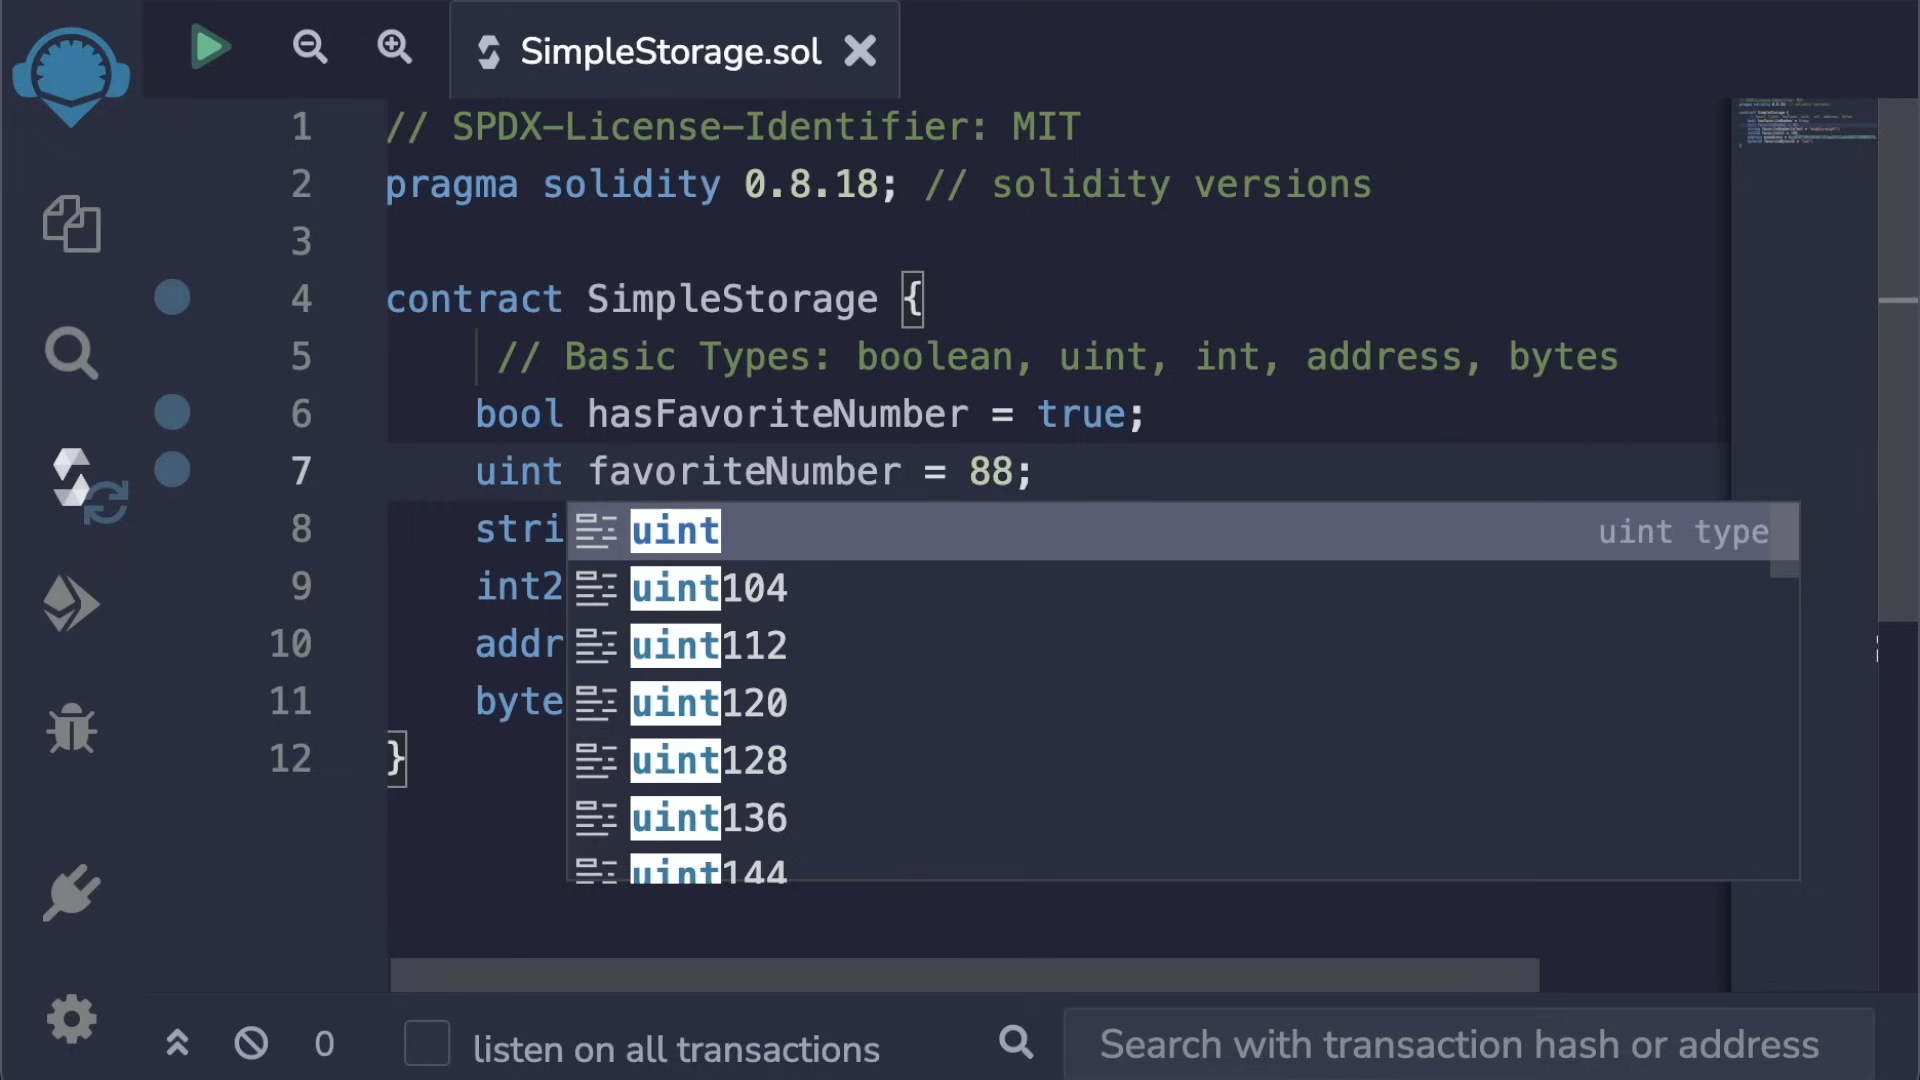 SimpleStorage.sol
1 // SPDX-License-Identifier: MIT
2 pragma solidity 0.8.18; // solidity versions
3
4 contract SimpleStorage {
5 // Basic Types: boolean, uint, int, address, bytes
6 bool hasFavoriteNumber = true;
7 uint favoriteNumber = 88;
8 stri
9 int2
10 addr
11 byte
12 }
uint uint type
uint104
uint112
uint120
uint128
uint136
uint144
0 listen on all transactions Search with transaction hash or address